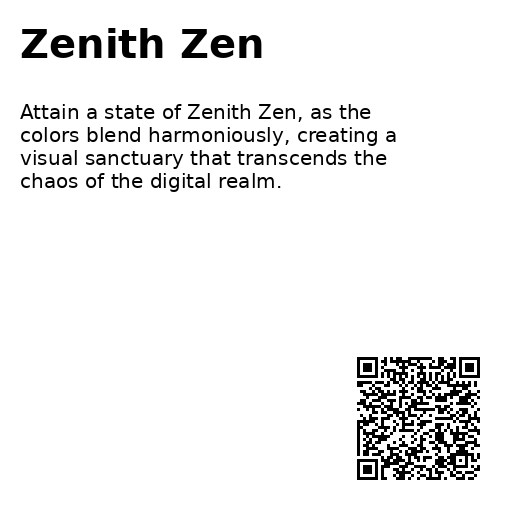 Zenith Zen
Attain a state of Zenith Zen, as the
colors blend harmoniously, creating a
visual sanctuary that transcends the
chaos of the digital realm.